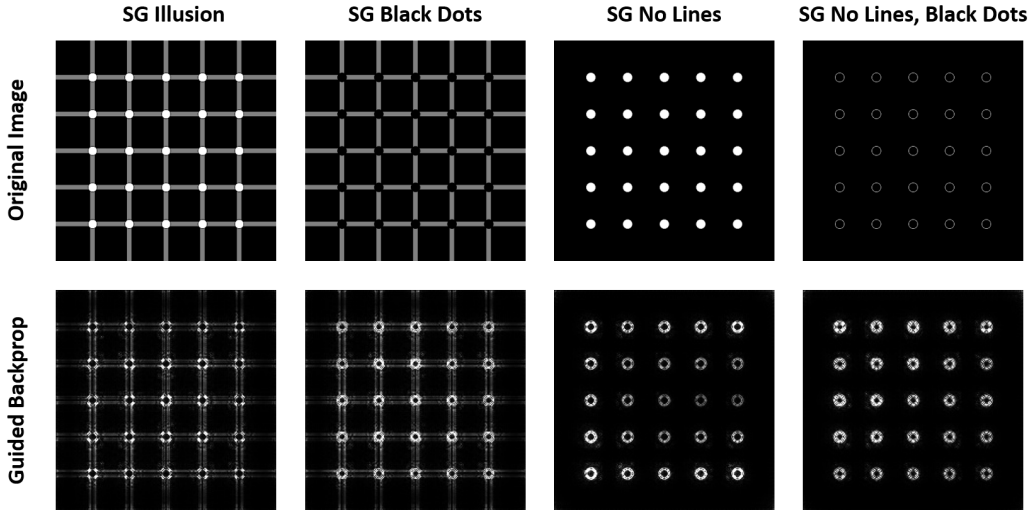 SG Illusion
SG Black Dots
SG No Lines
SG No Lines, Black Dots
Original Image
Guided Backprop